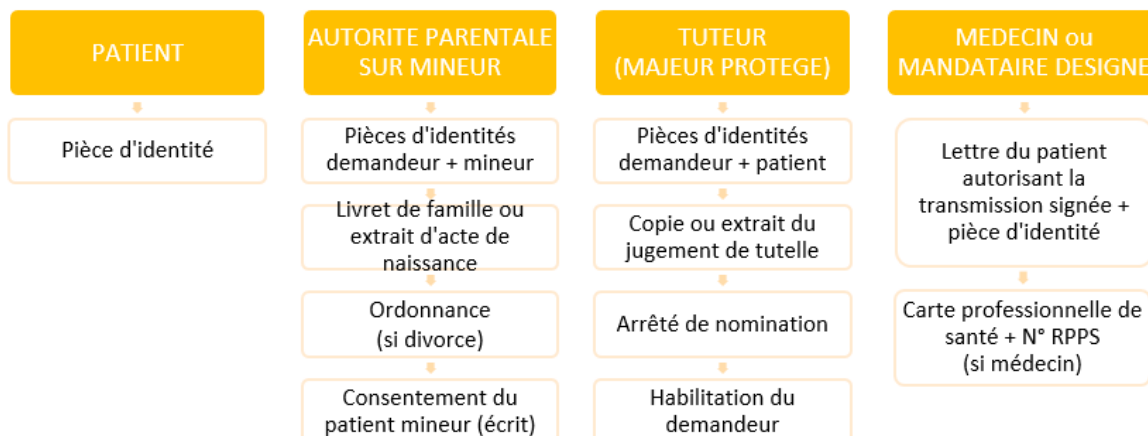 PATIENT
Pièce d'identité
AUTORITE PARENTALE
SUR MINEUR
Pièces d'identités
demandeur + mineur
Livret de famille ou
extrait d'acte de
naissance
Ordonnance
(si divorce)
Consentement du
patient mineur (écrit)
TUTEUR
(MAJEUR PROTEGE)
Pièces d'identités
demandeur + patient
Copie ou extrait du
jugement de tutelle
Arrêté de nomination
Habilitation du
demandeur
MEDECIN ou
MANDATAIRE DESIGNE
Lettre du patient
autorisant la
transmission signée +
pièce d'identité
Carte professionnelle de
santé + N° RPPS
(si médecin)